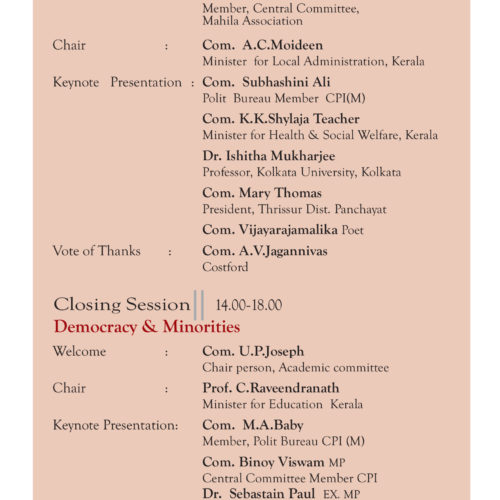 Member, Central Committee,
Mahila Association
Chair : Com. A.C.Moideen
Minister for Local Administration, Kerala
Keynote Presentation : Com. Subhashini Ali
Polit Bureau Member CPI(M)
Com. K.K.Shylaja Teacher
Minister for Health & Social Welfare, Kerala
Dr. Ishitha Mukharjee
Professor, Kolkata University, Kolkata
Com. Mary Thomas
President, Thrissur Dist. Panchayat
Com. Vijayarajamalika Poet
Vote of Thanks : Com. A.V.Jagannivas
Costford
Closing Session || 14.00-18.00
Democracy & Minorities
Welcome : Com. U.P.Joseph
Chair person, Academic committee
Chair : Prof. C.Raveendranath
Minister for Education Kerala
Keynote Presentation: Com. M.A.Baby
Member, Polit Bureau CPI (M)
Com. Binoy Viswam MP
Central Committee Member CPI
Dr. Sebastain Paul EX. MP